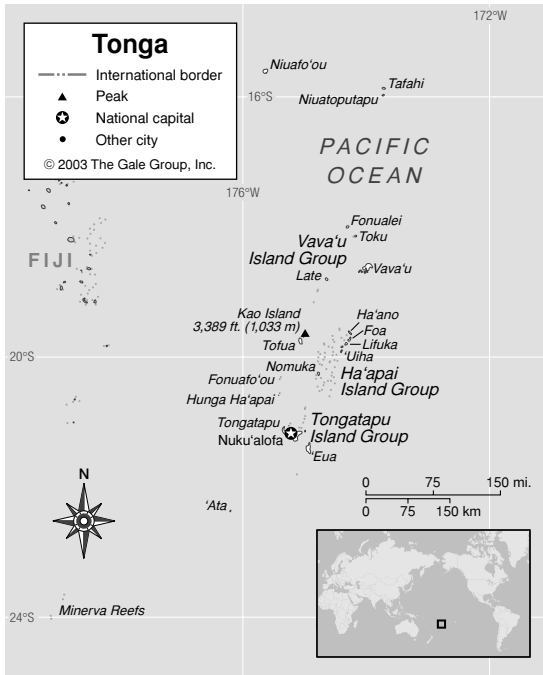 Tonga
International border
Peak
National capital
Other city
© 2003 The Gale Group, Inc.
172°W
Niuafo‘ou
16°S
Tafahi
Niuatoputapu
PACIFIC
OCEAN
176°W
Fonualei
Toku
Vava‘u
Island Group
Vava‘u
Late
FIJI
Kao Island
3,389 ft. (1,033 m)
Tofua
Ha‘ano
Foa
Lifuka
‘Uiha
20°S
Nomuka
Ha‘apai
Island Group
Fonuafo‘ou
Hunga Ha‘apai
Tongatapu
Nuku‘alofa
Tongatapu
Island Group
‘Eua
N
0 75 150 mi.
0 75 150 km
‘Ata
Minerva Reefs
24°S